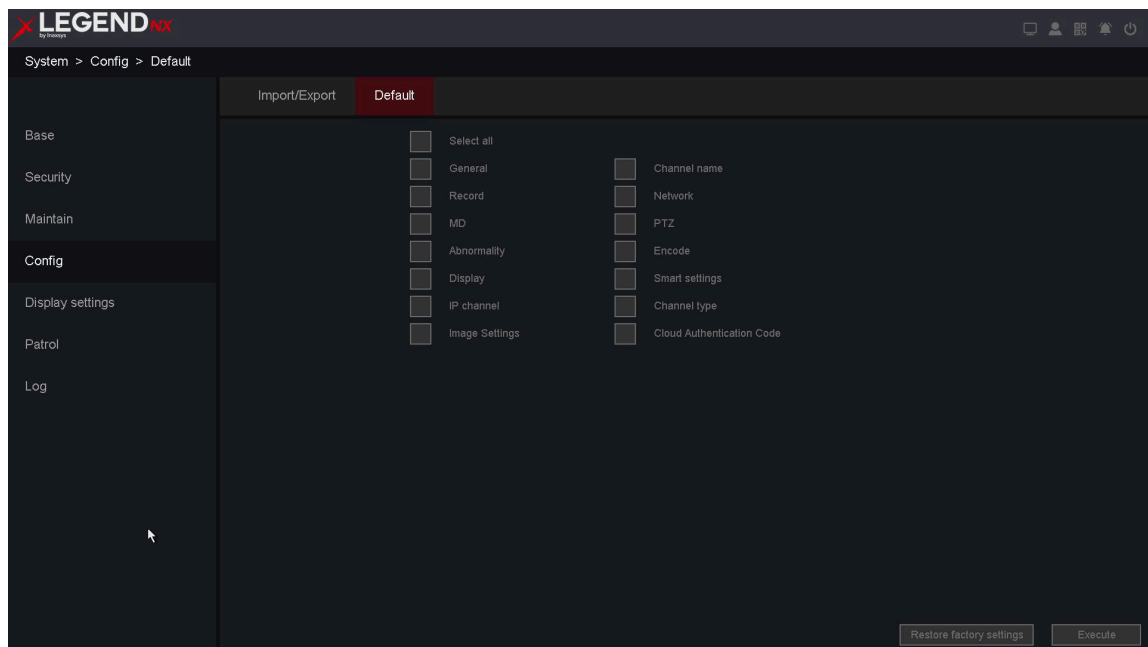 LEGEND NX
by Inaxsys
System > Config > Default
Import/Export Default
Base
Security
Maintain
Config
Display settings
Patrol
Log
Select all
General Channel name
Record Network
MD PTZ
Abnormality Encode
Display Smart settings
IP channel Channel type
Image Settings Cloud Authentication Code
Restore factory settings Execute